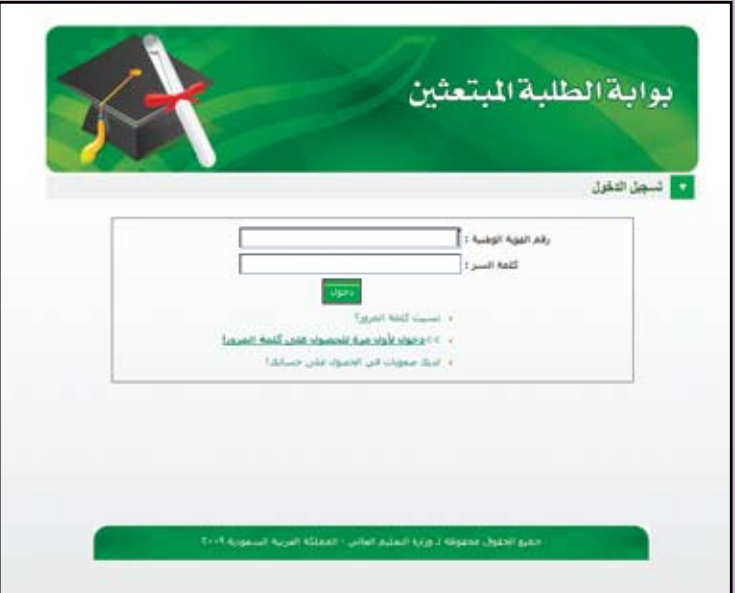 بوابة الطلبة المبتعثين
تسجيل الدخول
رقم الهوية الوطنية :
كلمة السر :
دخول
نسيت كلمة المرور؟
>>دخول لأول مرة للحصول على كلمة المرور!
لديك صعوبات في الحصول على حسابك!
جميع الحقوق محفوظة لـ وزارة التعليم العالي - المملكة العربية السعودية ٢٠٠٩